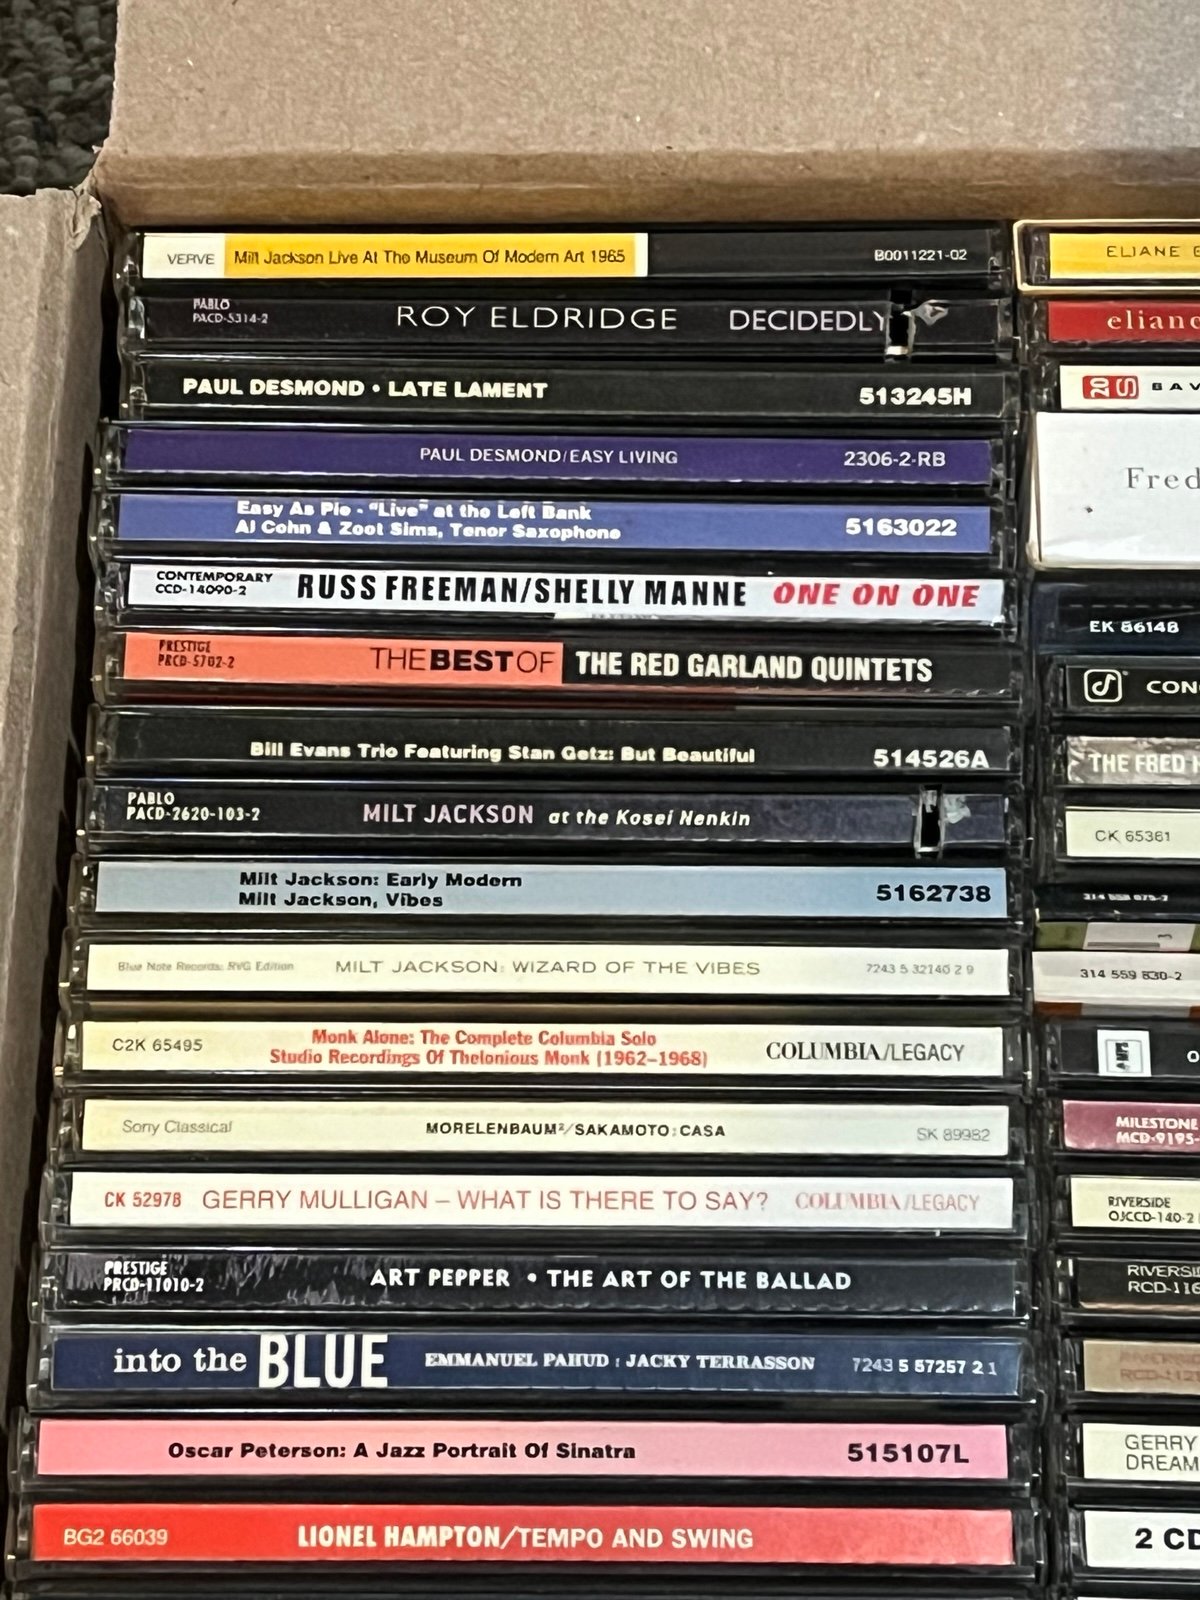 VERVE Milt Jackson Live At The Museum Of Modern Art 1965 B0011221-02
PABLO
PACD-5314-2
ROY ELDRIDGE DECIDEDLY
PAUL DESMOND • LATE LAMENT 513245H
PAUL DESMOND/EASY LIVING 2306-2-RB
Easy As Pie - "Live" at the Left Bank
Al Cohn & Zoot Sims, Tenor Saxophone
5163022
CONTEMPORARY
CCD-14090-2
RUSS FREEMAN/SHELLY MANNE ONE ON ONE
PRESTIGE
PRCD-5702-2
THE BEST OF THE RED GARLAND QUINTETS
Bill Evans Trio Featuring Stan Getz: But Beautiful 514526A
PABLO
PACD-2620-103-2
MILT JACKSON at the Kosei Nenkin
Milt Jackson: Early Modern
Milt Jackson, Vibes
5162738
Blue Note Records: RVG Edition MILT JACKSON: WIZARD OF THE VIBES 7243 5 32140 2 9
C2K 65495
Monk Alone: The Complete Columbia Solo
Studio Recordings Of Thelonious Monk (1962–1968)
COLUMBIA/LEGACY
Sony Classical MORELENBAUM²/SAKAMOTO:CASA SK 89982
CK 52978 GERRY MULLIGAN – WHAT IS THERE TO SAY? COLUMBIA/LEGACY
PRESTIGE
PRCD-11010-2
ART PEPPER • THE ART OF THE BALLAD
into the BLUE EMMANUEL PAHUD : JACKY TERRASSON 7243 5 57257 2 1
Oscar Peterson: A Jazz Portrait Of Sinatra 515107L
BG2 66039 LIONEL HAMPTON/TEMPO AND SWING
ELIANE E
eliane
20
S
BAV
Fred
EK 86148
CON
THE FRED H
CK 65361
314 559 830-2
MILESTONE
MCD-9195-
RIVERSIDE
OJCCD-140-2
RIVERSI
RCD-116
GERRY
DREAM
2 CD